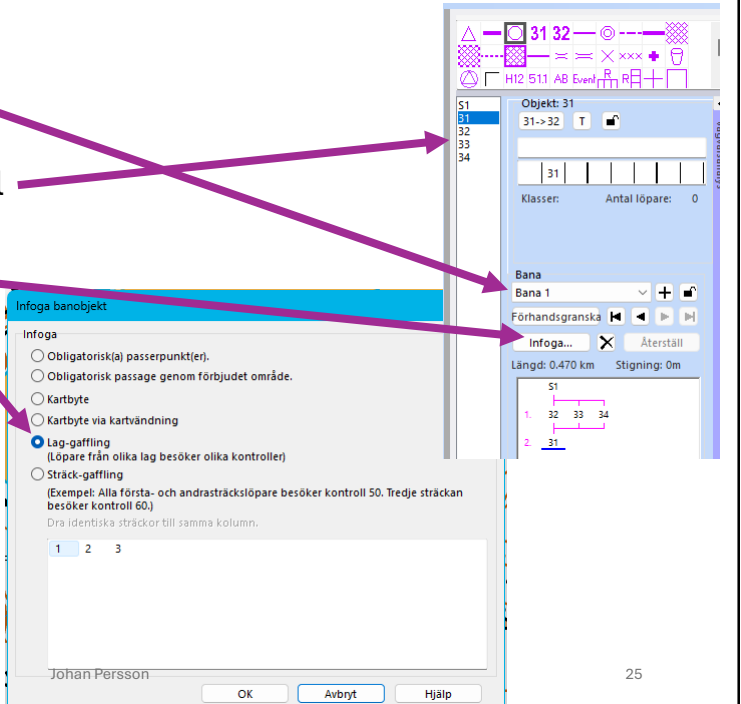 31 32
H12 511 AB Event R R
S1
31
32
33
34
Objekt: 31
31->32 T
31
Klasser: Antal löpare: 0
Bana
Bana 1
Förhandsgranska
Infoga... Återställ
Längd: 0.470 km Stigning: 0m
S1
1. 32 33 34
2. 31
Infoga banobjekt
Infoga
Obligatorisk(a) passerpunkt(er).
Obligatorisk passage genom förbjudet område.
Kartbyte
Kartbyte via kartvändning
Lag-gaffling
(Löpare från olika lag besöker olika kontroller)
Sträck-gaffling
(Exempel: Alla första- och andrasträckslöpare besöker kontroll 50. Tredje sträckan
besöker kontroll 60.)
Dra identiska sträckor till samma kolumn.
1 2 3
OK Avbryt Hjälp
Johan Persson
25